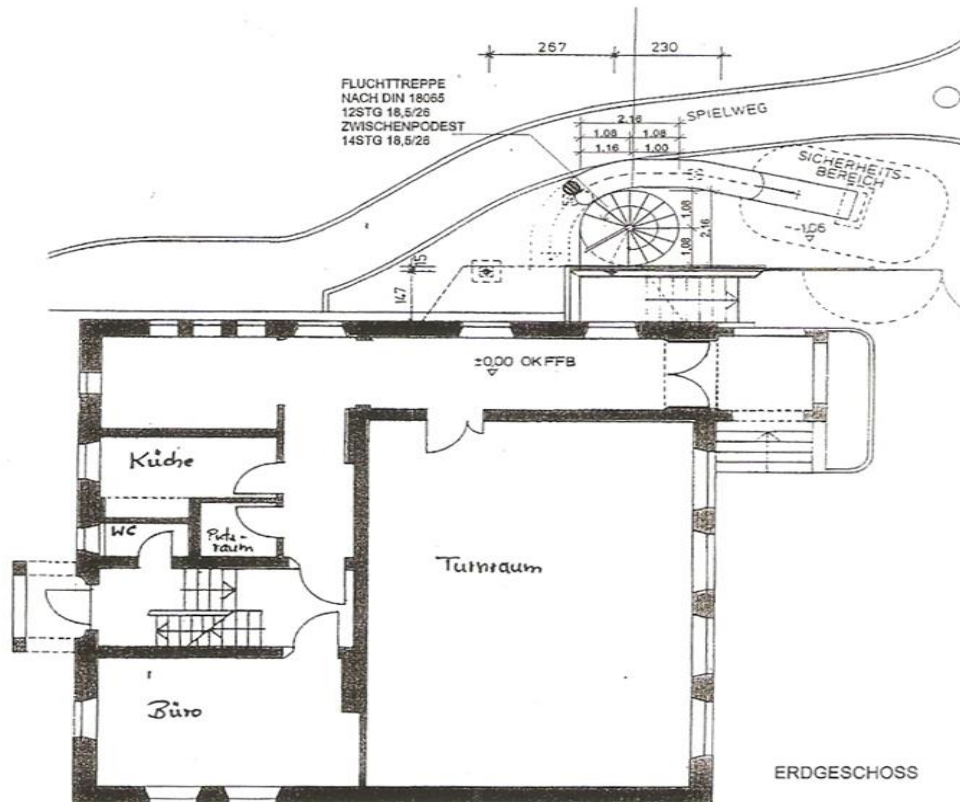 267
230
FLUCHTTREPPE
NACH DIN 18065
12STG 18,5/26
ZWISCHENPODEST
14STG 18,5/26
SPIELWEG
2.16
1.08
1.08
1.16
1.00
SICHERHEITS-
BEREICH
1.08
1.08
2.16
-1.06
15
147
±0,00 OKFFB
Küche
WC
Putz-
raum
Turnraum
Büro
ERDGESCHOSS